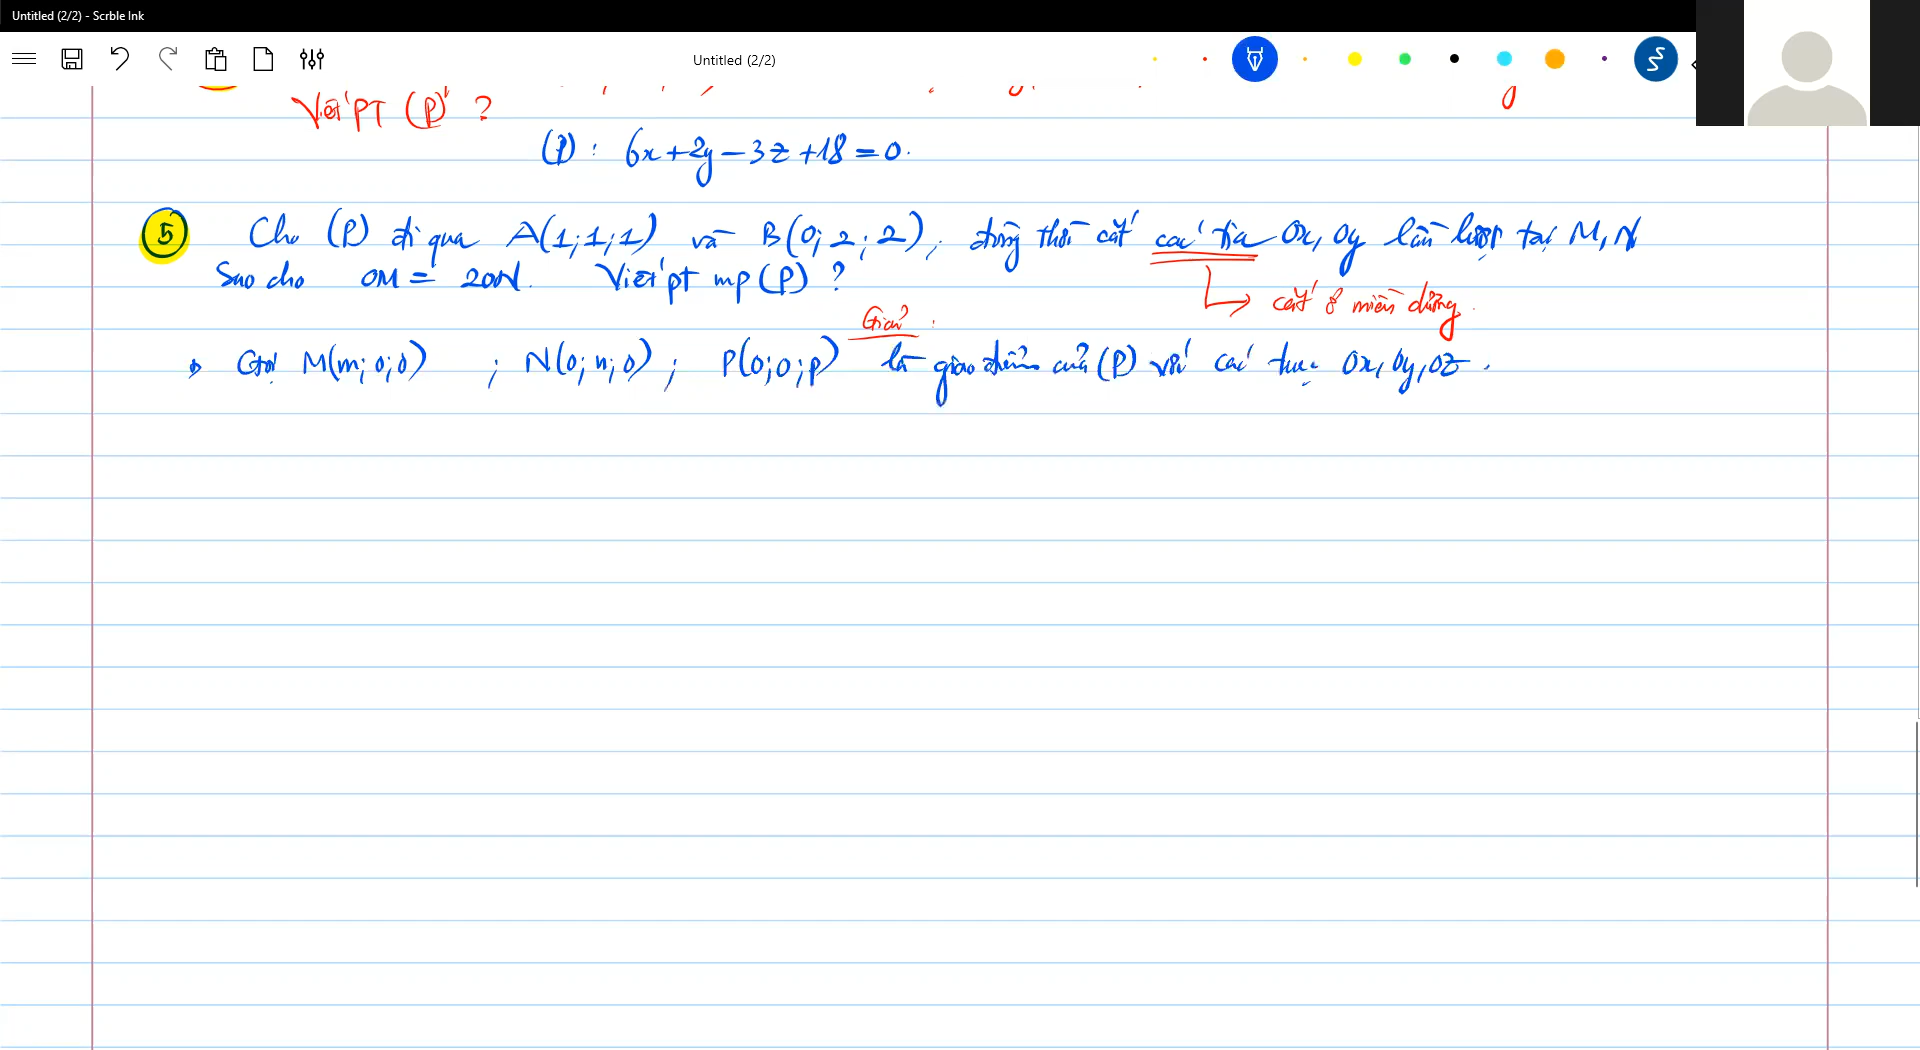 Untitled (2/2) - Scrble Ink
Untitled (2/2)
Viết PT (P) ?
(P) : 6x + 2y - 3z + 18 = 0.
5 Cho (P) đi qua A(1;1;1) và B(0;2;2), đồng thời cắt các tia Ox, Oy lần lượt tại M, N
Sao cho OM = 2ON. Viết pt mp (P) ?
cắt ở miền dương.
Giải :
Gọi M(m;0;0) ; N(0;n;0) ; P(0;0;p) là giao điểm của (P) với các trục Ox, Oy, Oz.